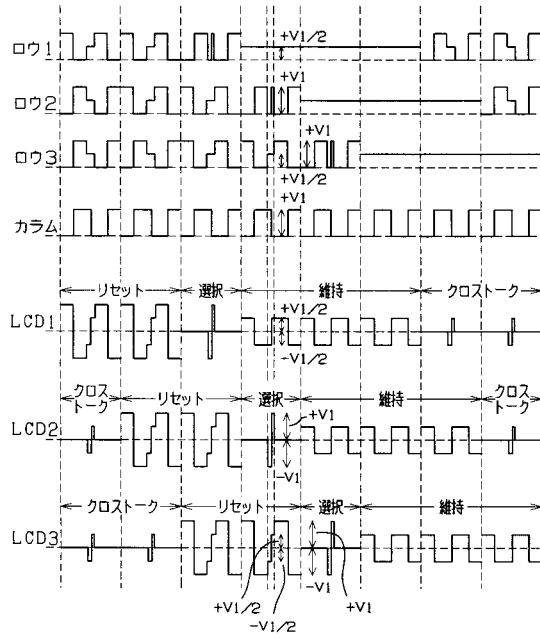 ロウ1
+V1/2
ロウ2
+V1
ロウ3
+V1
+V1/2
カラム
+V1
リセット 選択 維持 クロストーク
LCD1
+V1/2
-V1/2
クロス
トーク
リセット 選択 維持
クロス
トーク
LCD2
+V1
-V1
クロストーク リセット 選択 維持
LCD3
-V1
+V1/2
+V1
-V1/2